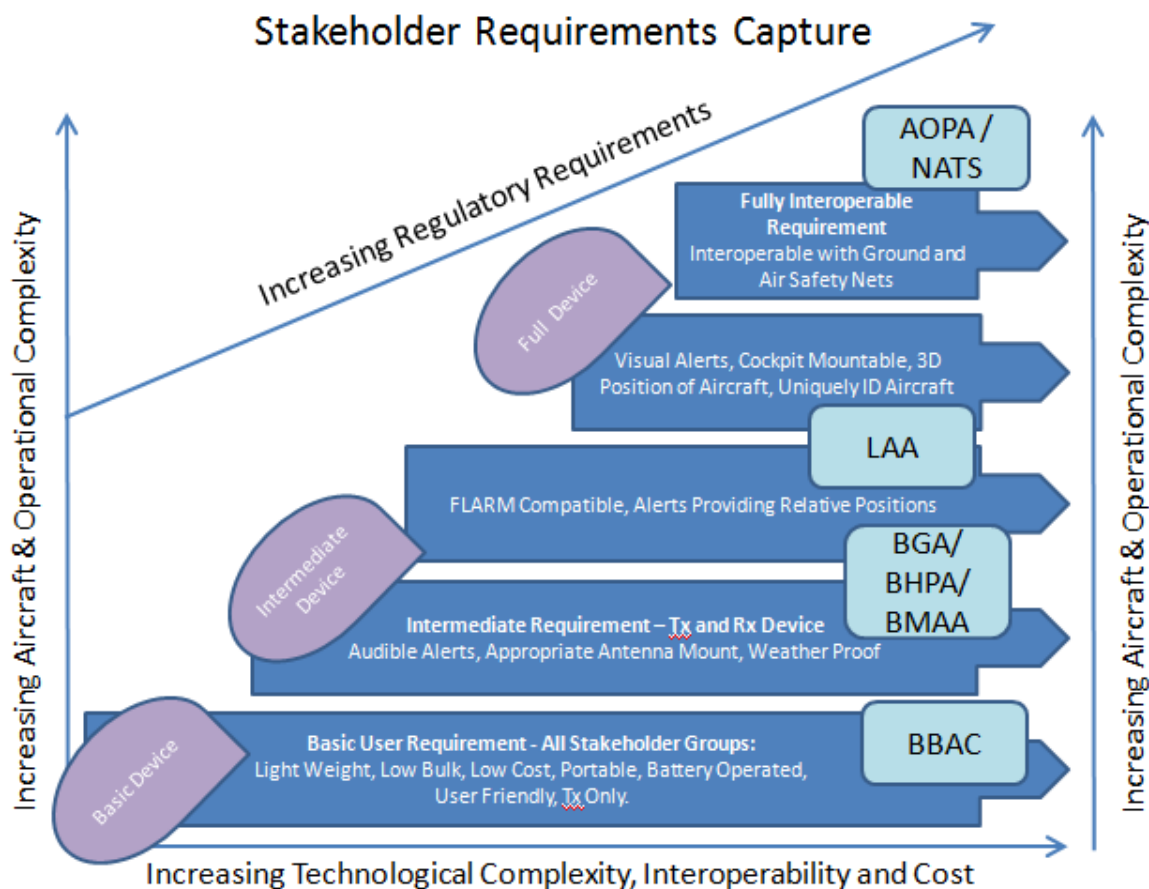 Stakeholder Requirements Capture
Increasing Regulatory Requirements
Increasing Aircraft & Operational Complexity
AOPA /
NATS
Fully Interoperable
Requirement
Interoperable with Ground and
Air Safety Nets
Full Device
Visual Alerts, Cockpit Mountable, 3D
Position of Aircraft, Uniquely ID Aircraft
LAA
FLARM Compatible, Alerts Providing Relative Positions
Intermediate
Device
BGA/
BHPA/
BMAA
Intermediate Requirement – Tx and Rx Device
Audible Alerts, Appropriate Antenna Mount, Weather Proof
Basic Device
BBAC
Basic User Requirement - All Stakeholder Groups:
Light Weight, Low Bulk, Low Cost, Portable, Battery Operated,
User Friendly, Tx Only.
Increasing Aircraft & Operational Complexity
Increasing Technological Complexity, Interoperability and Cost